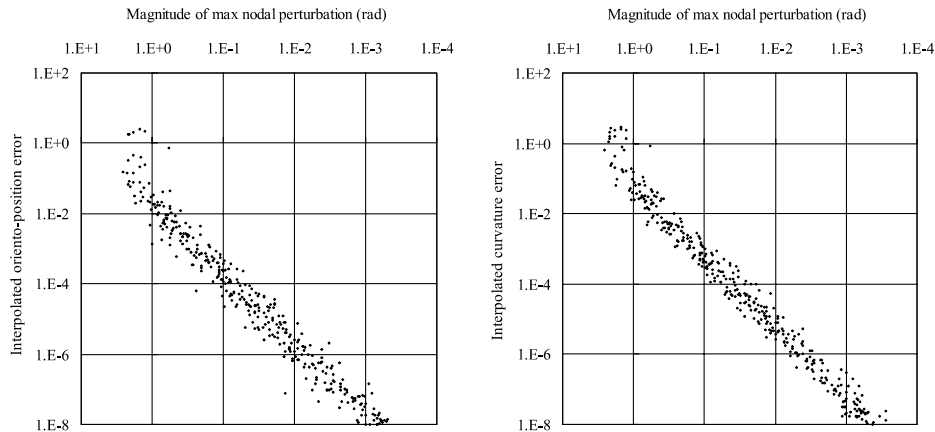 Magnitude of max nodal perturbation (rad)
1.E+1 1.E+0 1.E-1 1.E-2 1.E-3 1.E-4
1.E+2
1.E+0
1.E-2
1.E-4
1.E-6
1.E-8
Interpolated oriento-position error
Magnitude of max nodal perturbation (rad)
1.E+1 1.E+0 1.E-1 1.E-2 1.E-3 1.E-4
1.E+2
1.E+0
1.E-2
1.E-4
1.E-6
1.E-8
Interpolated curvature error